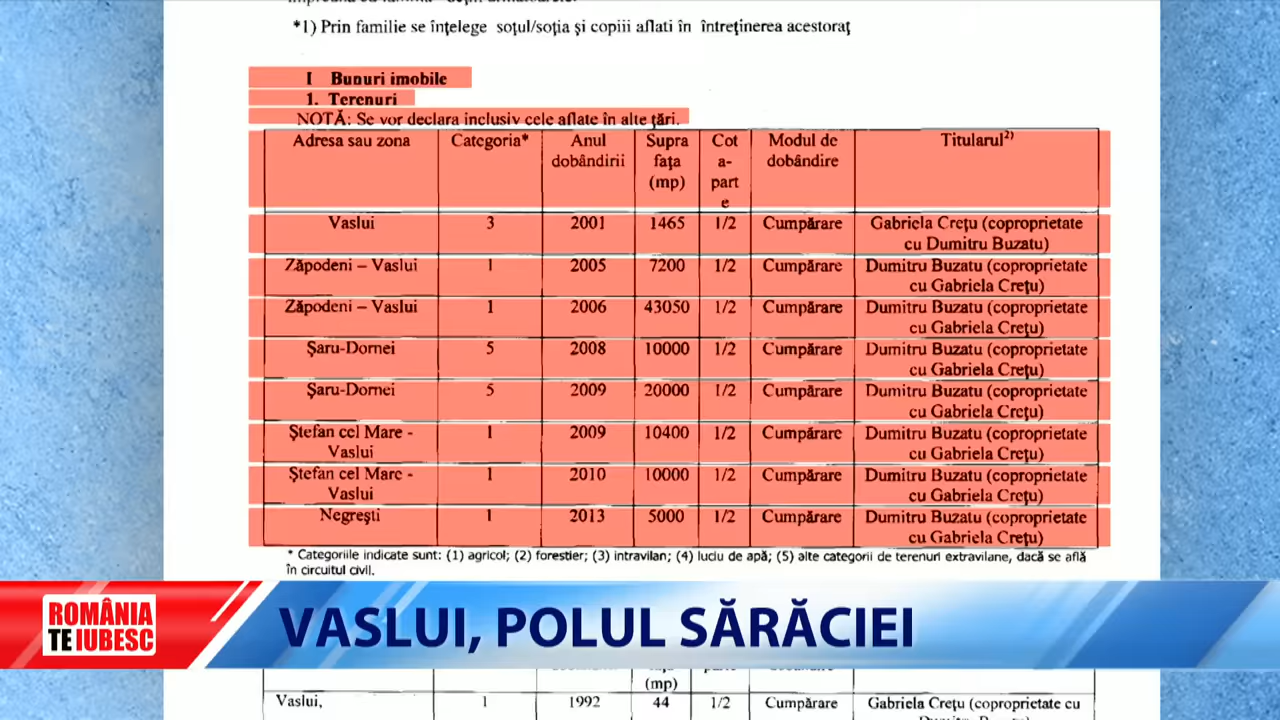 *1) Prin familie se înțelege soțul/soția și copiii aflati în întreținerea acestoraț
I Bunuri imobile
1. Terenuri
NOTĂ: Se vor declara inclusiv cele aflate în alte țări.
Adresa sau zona Categoria* Anul dobândirii Supra fața (mp) Cot a- part e Modul de dobândire Titularul2)
Vaslui 3 2001 1465 1/2 Cumpărare Gabriela Crețu (coproprietate cu Dumitru Buzatu)
Zăpodeni – Vaslui 1 2005 7200 1/2 Cumpărare Dumitru Buzatu (coproprietate cu Gabriela Crețu)
Zăpodeni – Vaslui 1 2006 43050 1/2 Cumpărare Dumitru Buzatu (coproprietate cu Gabriela Crețu)
Șaru-Dornei 5 2008 10000 1/2 Cumpărare Dumitru Buzatu (coproprietate cu Gabriela Crețu)
Șaru-Dornei 5 2009 20000 1/2 Cumpărare Dumitru Buzatu (coproprietate cu Gabriela Crețu)
Ștefan cel Mare - Vaslui 1 2009 10400 1/2 Cumpărare Dumitru Buzatu (coproprietate cu Gabriela Crețu)
Ștefan cel Mare - Vaslui 1 2010 10000 1/2 Cumpărare Dumitru Buzatu (coproprietate cu Gabriela Crețu)
Negrești 1 2013 5000 1/2 Cumpărare Dumitru Buzatu (coproprietate cu Gabriela Crețu)
* Categoriile indicate sunt: (1) agricol; (2) forestier; (3) intravilan; (4) luciu de apă; (5) alte categorii de terenuri extravilane, dacă se află
în circuitul civil.
ROMÂNIA
TE IUBESC
VASLUI, POLUL SĂRĂCIEI
(mp)
Vaslui, 1 1992 44 1/2 Cumpărare Gabriela Crețu (coproprietate cu